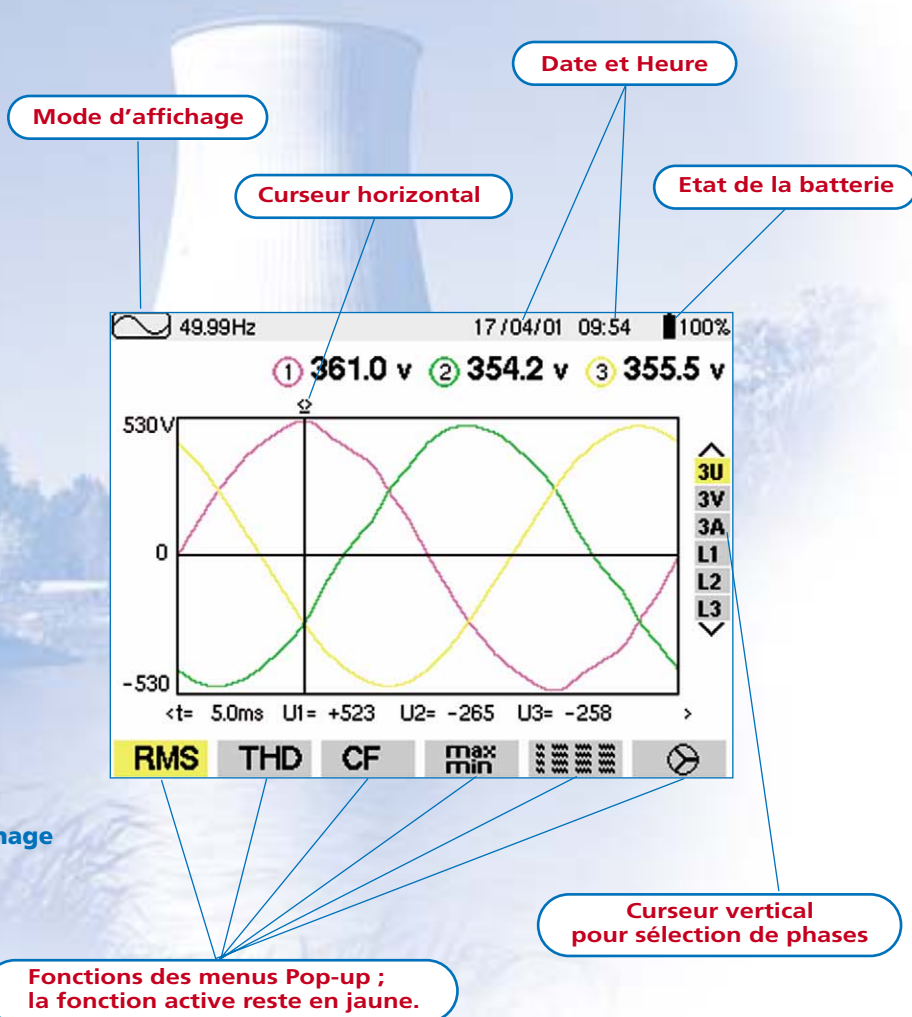 Date et Heure
Mode d'affichage
Curseur horizontal
Etat de la batterie
49.99Hz 17/04/01 09:54 100%
1 361.0 v 2 354.2 v 3 355.5 v
530 V
3U
3V
3A
0
L1
L2
L3
-530
<t= 5.0ms U1= +523 U2= -265 U3= -258 >
RMS THD CF max min
Curseur vertical
pour sélection de phases
Fonctions des menus Pop-up ;
la fonction active reste en jaune.